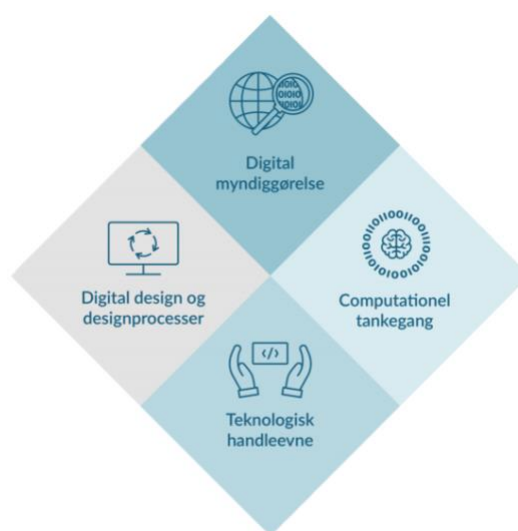 Digital
myndiggørelse
Digital design og
designprocesser
Computationel
tankegang
</>
Teknologisk
handleevne